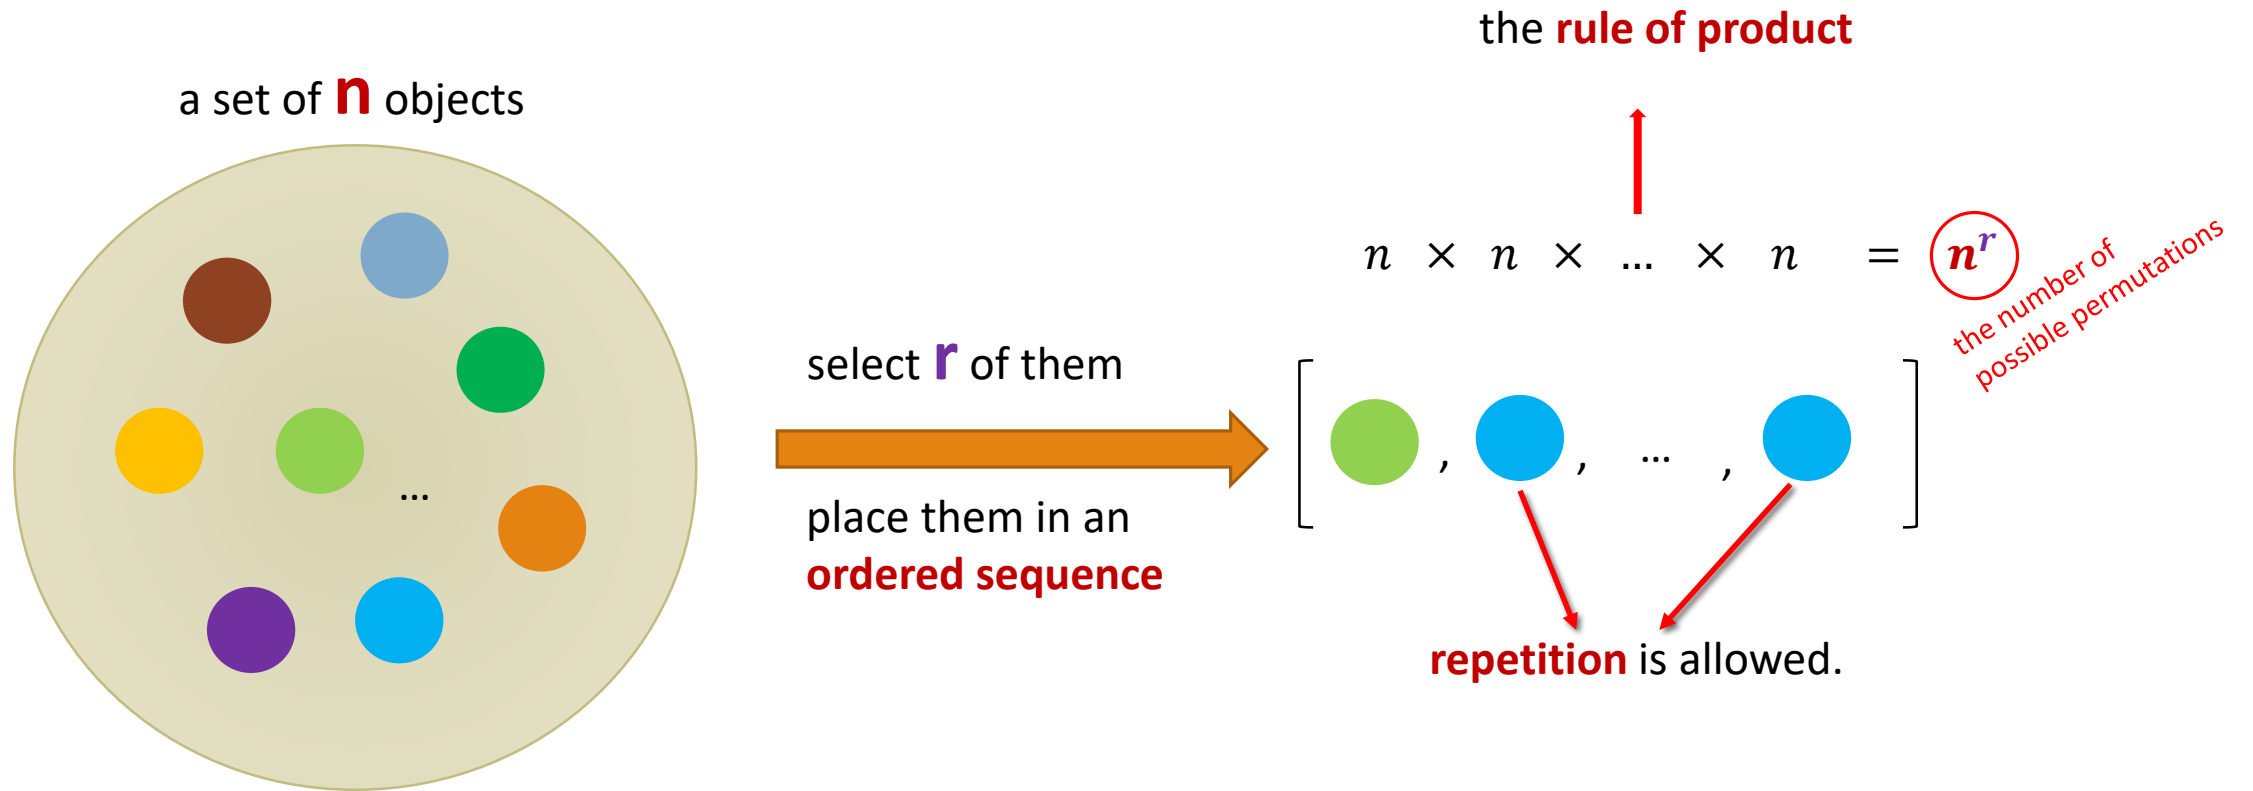 the rule of product
a set of n objects
n × n × ... × n = nʳ
the number of
possible permutations
select r of them
[ , , ... , ]
...
place them in an
ordered sequence
repetition is allowed.